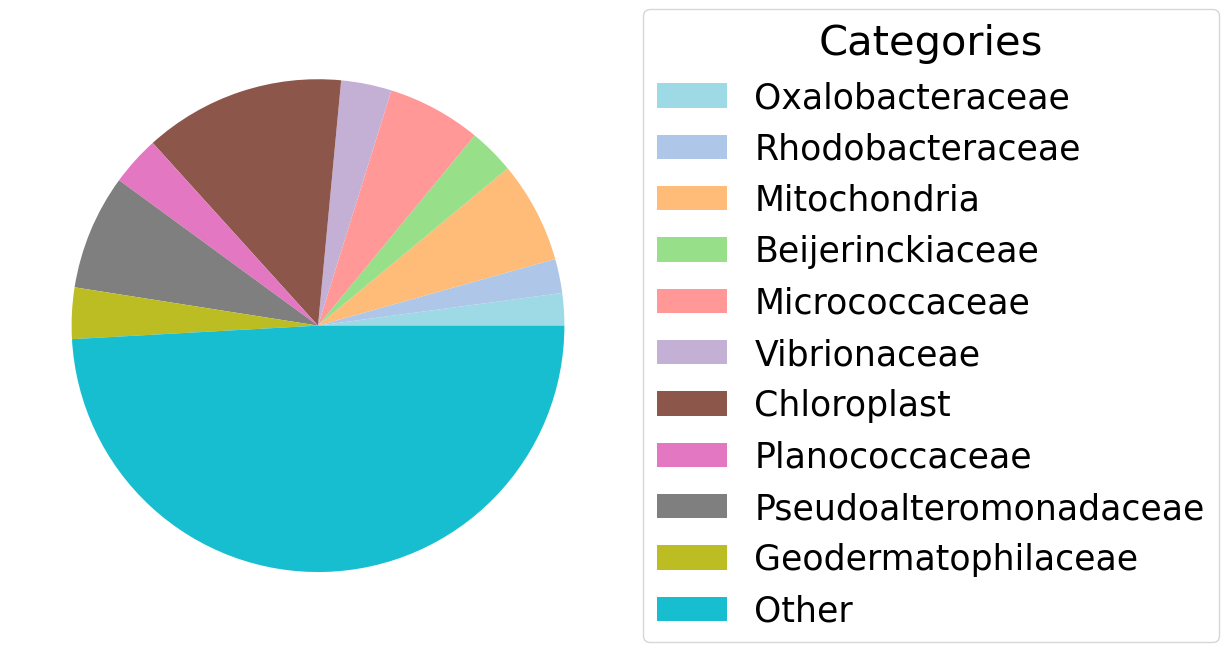 Categories
Oxalobacteraceae
Rhodobacteraceae
Mitochondria
Beijerinckiaceae
Micrococcaceae
Vibrionaceae
Chloroplast
Planococcaceae
Pseudoalteromonadaceae
Geodermatophilaceae
Other